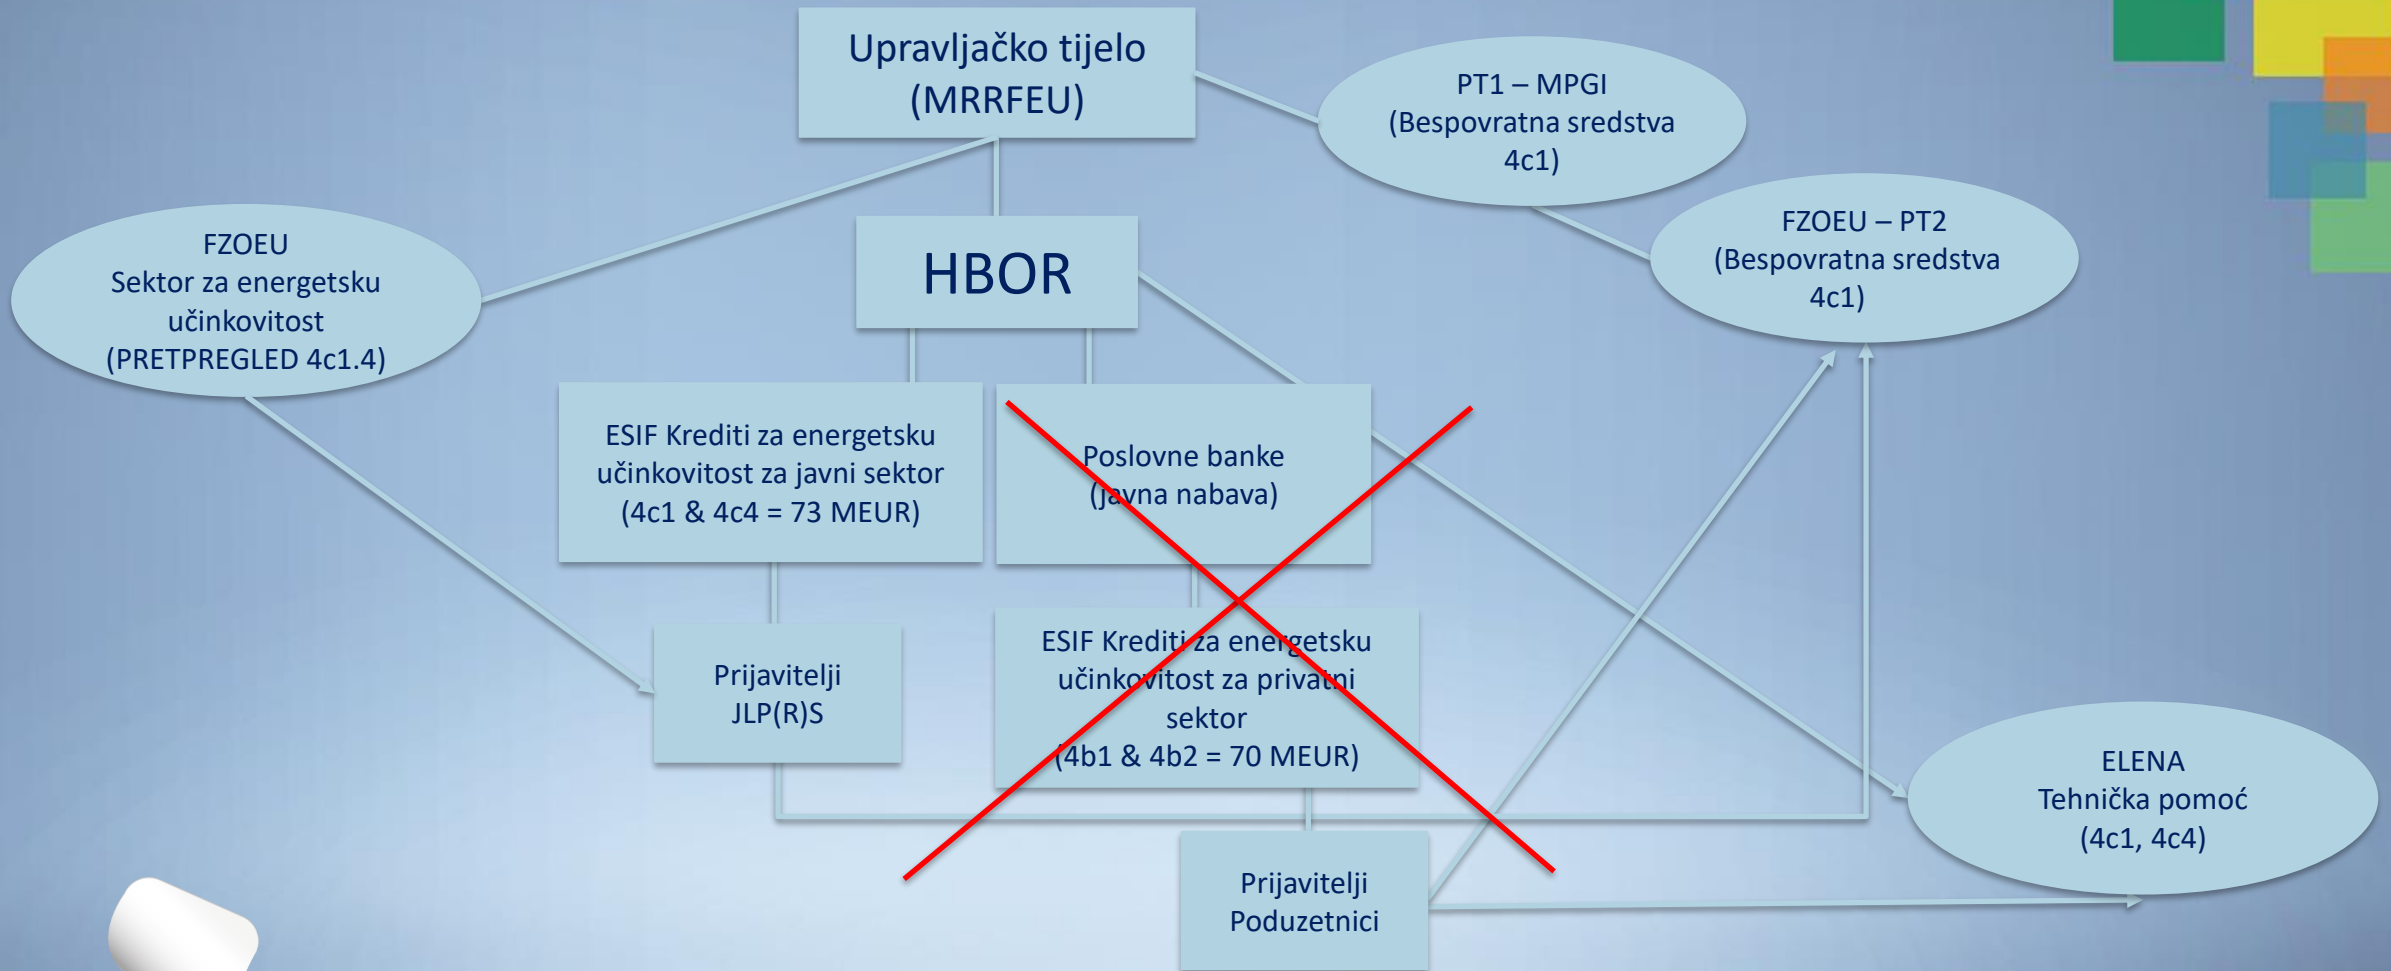 Upravljačko tijelo
(MRRFEU)
PT1 – MPGI
(Bespovratna sredstva
4c1)
FZOEU – PT2
(Bespovratna sredstva
4c1)
FZOEU
Sektor za energetsku
učinkovitost
(PRETPREGLED 4c1.4)
HBOR
ESIF Krediti za energetsku
učinkovitost za javni sektor
(4c1 & 4c4 = 73 MEUR)
Poslovne banke
(javna nabava)
Prijavitelji
JLP(R)S
ESIF Krediti za energetsku
učinkovitost za privatni
sektor
(4b1 & 4b2 = 70 MEUR)
ELENA
Tehnička pomoć
(4c1, 4c4)
Prijavitelji
Poduzetnici